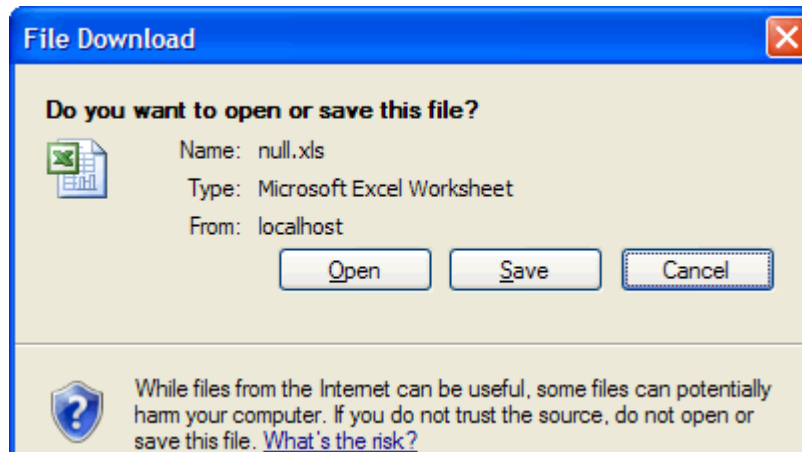 File Download
Do you want to open or save this file?
Name: null.xls
Type: Microsoft Excel Worksheet
From: localhost
Open Save Cancel
While files from the Internet can be useful, some files can potentially
harm your computer. If you do not trust the source, do not open or
save this file. What's the risk?